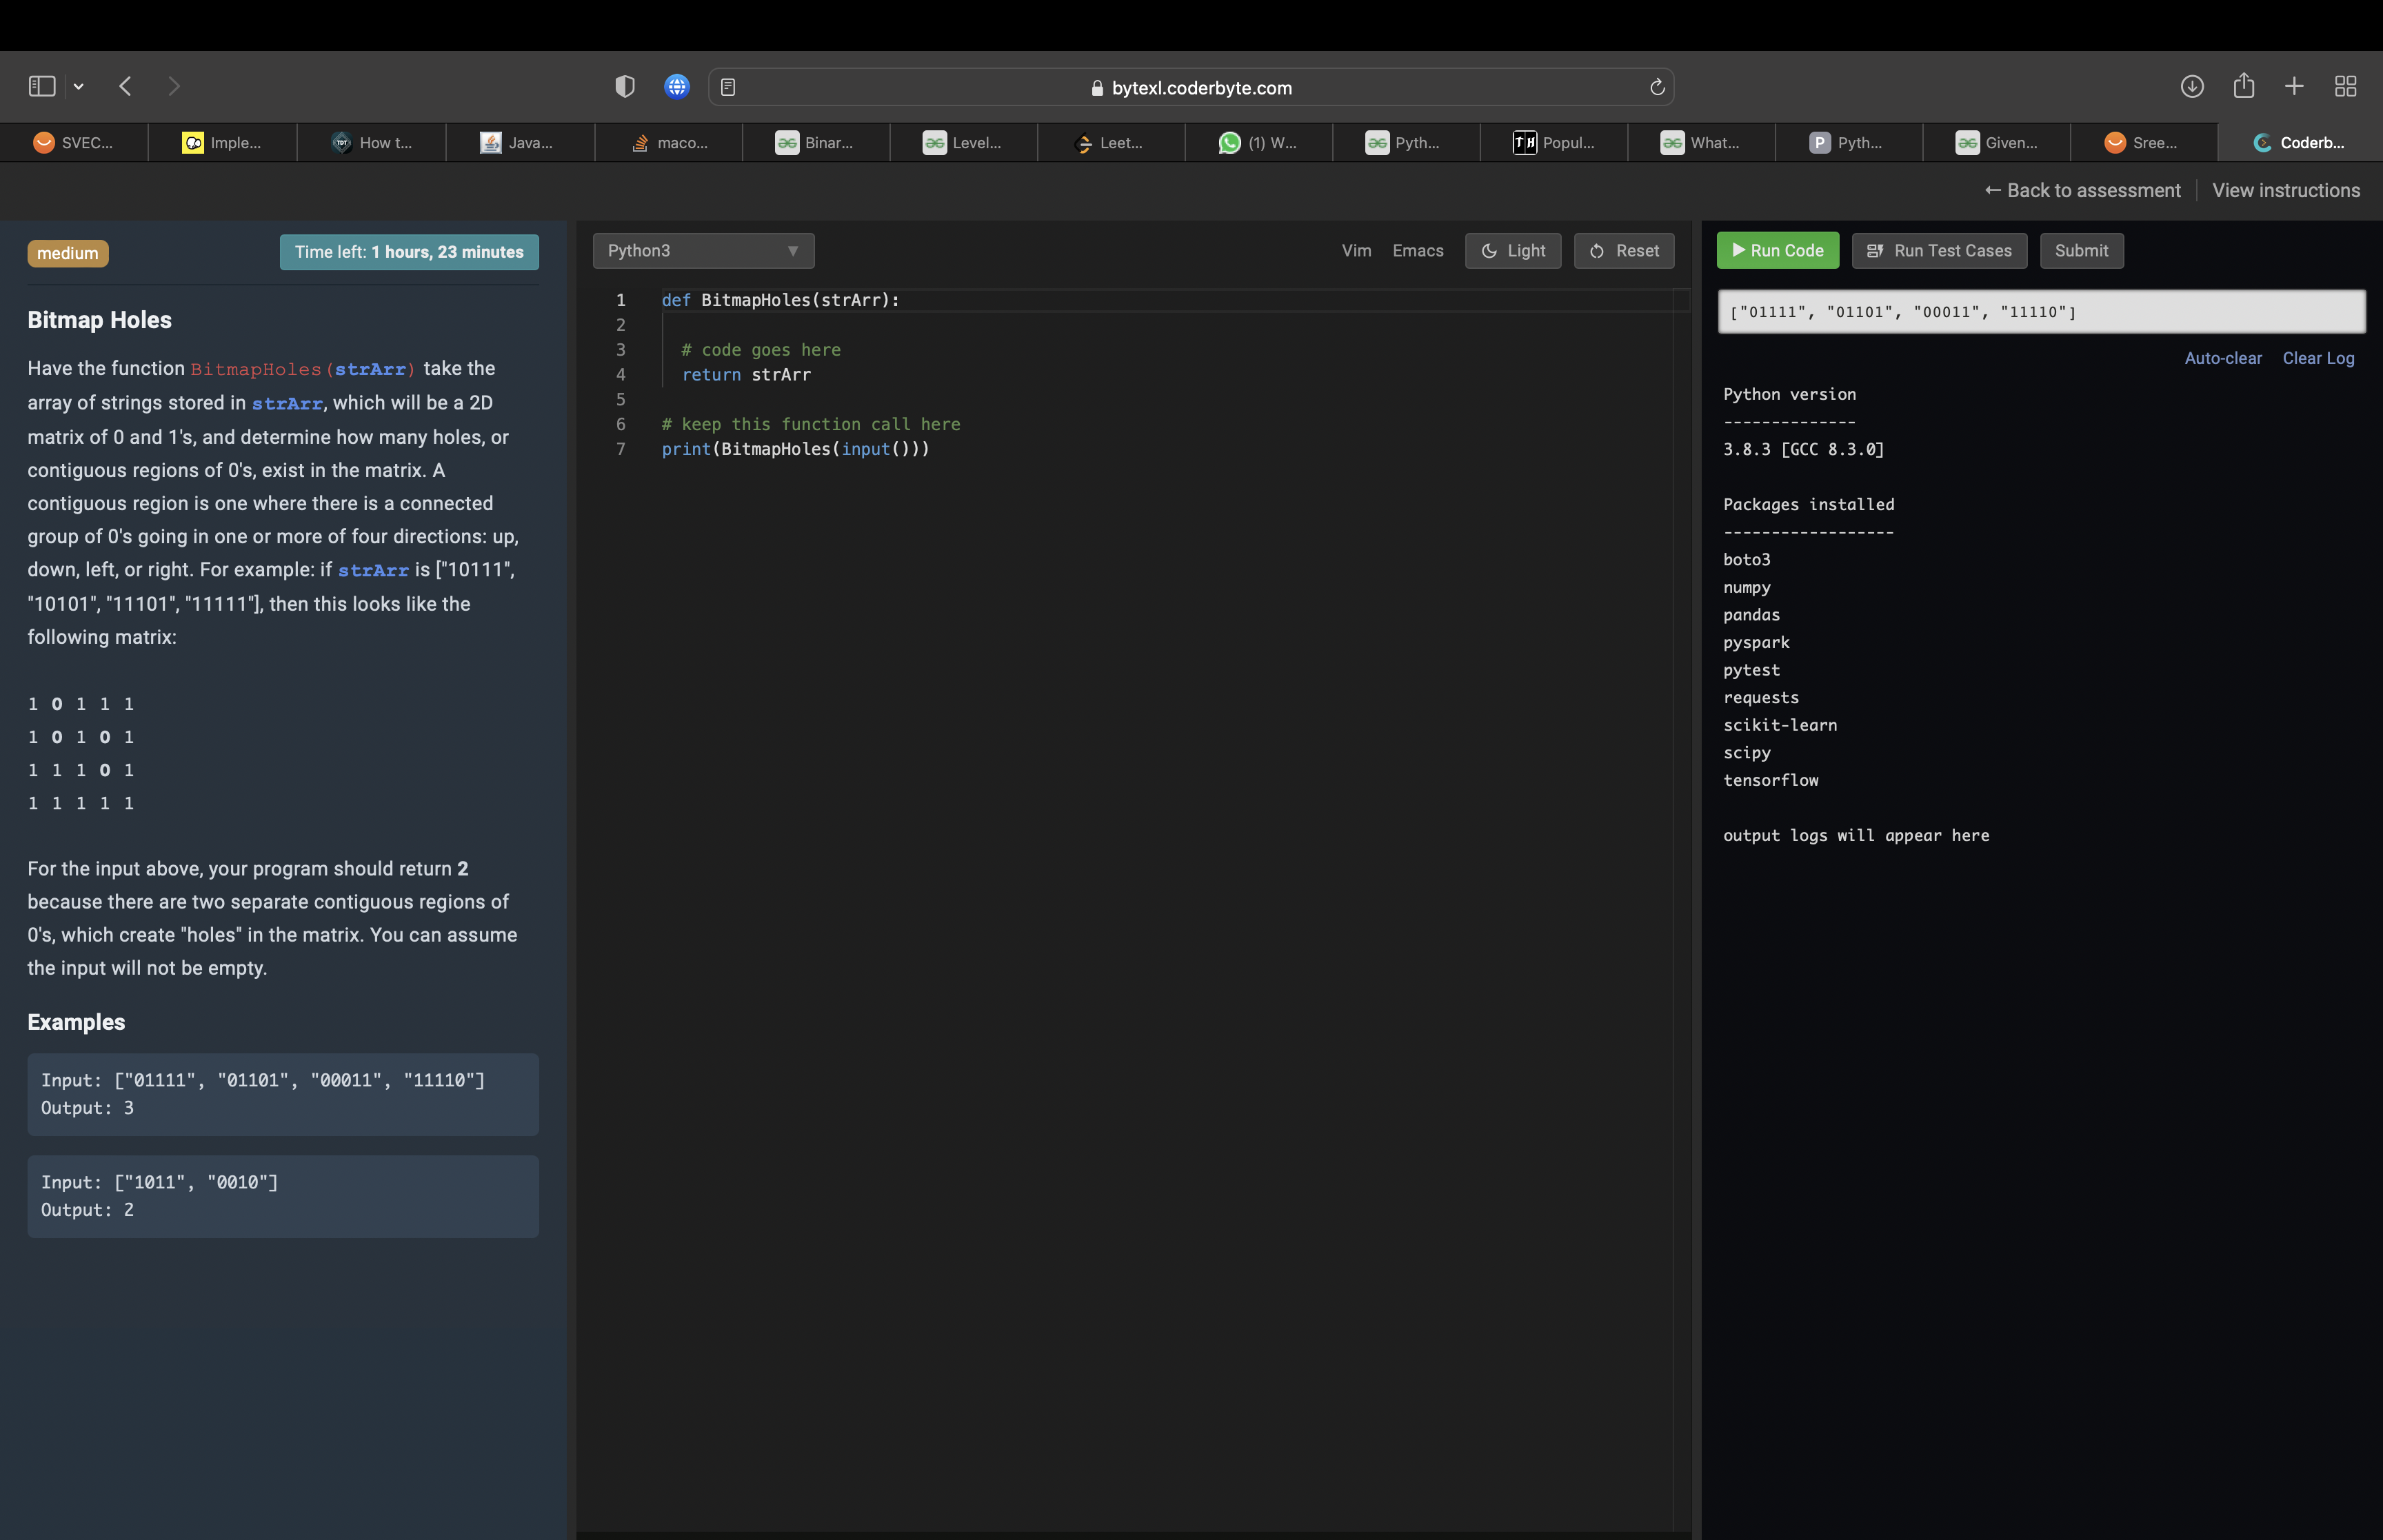 bytexl.coderbyte.com
SVEC...
Imple...
How t...
Java...
maco...
Binar...
Level...
Leet...
(1) W...
Pyth...
Popul...
What...
Pyth...
Given...
Sree...
Coderb...
← Back to assessment
View instructions
medium
Time left: 1 hours, 23 minutes
Bitmap Holes
Have the function BitmapHoles(strArr) take the
array of strings stored in strArr, which will be a 2D
matrix of 0 and 1's, and determine how many holes, or
contiguous regions of 0's, exist in the matrix. A
contiguous region is one where there is a connected
group of 0's going in one or more of four directions: up,
down, left, or right. For example: if strArr is ["10111",
"10101", "11101", "11111"], then this looks like the
following matrix:
1 0 1 1 1
1 0 1 0 1
1 1 1 0 1
1 1 1 1 1
For the input above, your program should return 2
because there are two separate contiguous regions of
0's, which create "holes" in the matrix. You can assume
the input will not be empty.
Examples
Input: ["01111", "01101", "00011", "11110"]
Output: 3
Input: ["1011", "0010"]
Output: 2
Python3
Vim
Emacs
Light
Reset
1 def BitmapHoles(strArr):
2
3 # code goes here
4 return strArr
5
6 # keep this function call here
7 print(BitmapHoles(input()))
Run Code
Run Test Cases
Submit
["01111", "01101", "00011", "11110"]
Auto-clear
Clear Log
Python version
--------------
3.8.3 [GCC 8.3.0]
Packages installed
------------------
boto3
numpy
pandas
pyspark
pytest
requests
scikit-learn
scipy
tensorflow
output logs will appear here